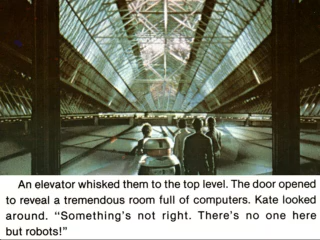 An elevator whisked them to the top level. The door opened
to reveal a tremendous room full of computers. Kate looked
around. “Something's not right. There's no one here
but robots!”